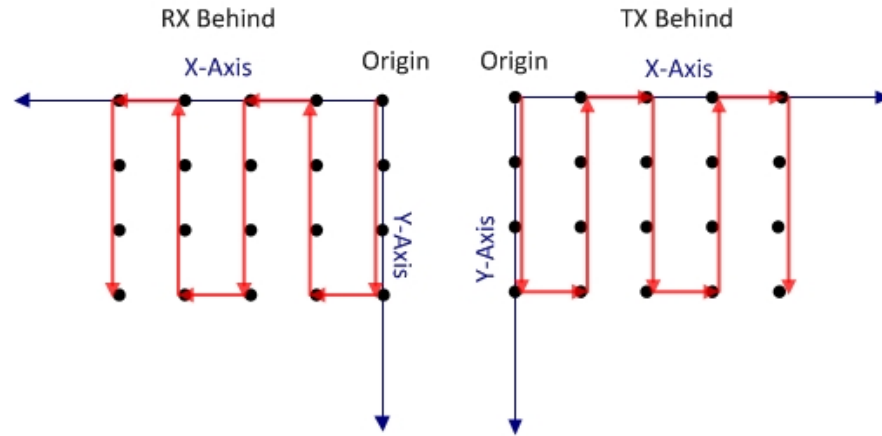 RX Behind
X-Axis
Origin
Y-Axis
TX Behind
Origin
X-Axis
Y-Axis